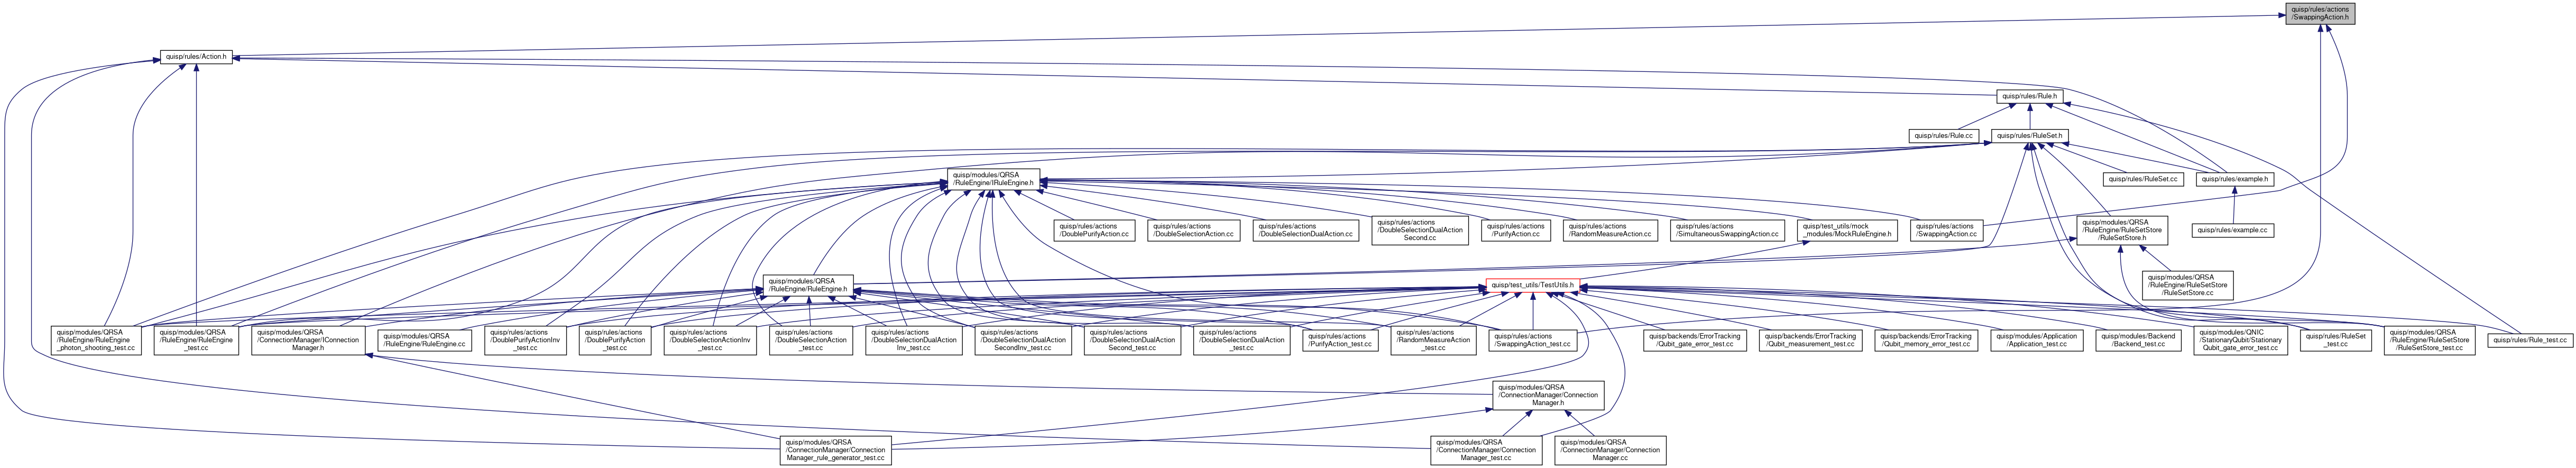 quisp/rules/actions
/SwappingAction.h
quisp/rules/Action.h
quisp/rules/Rule.h
quisp/rules/Rule.cc
quisp/rules/RuleSet.h
quisp/modules/QRSA
/RuleEngine/IRuleEngine.h
quisp/rules/RuleSet.cc
quisp/rules/example.h
quisp/rules/actions
/DoublePurifyAction.cc
quisp/rules/actions
/DoubleSelectionAction.cc
quisp/rules/actions
/DoubleSelectionDualAction.cc
quisp/rules/actions
/DoubleSelectionDualAction
Second.cc
quisp/rules/actions
/PurifyAction.cc
quisp/rules/actions
/RandomMeasureAction.cc
quisp/rules/actions
/SimultaneousSwappingAction.cc
quisp/test_utils/mock
_modules/MockRuleEngine.h
quisp/rules/actions
/SwappingAction.cc
quisp/modules/QRSA
/RuleEngine/RuleSetStore
/RuleSetStore.h
quisp/rules/example.cc
quisp/modules/QRSA
/RuleEngine/RuleEngine.h
quisp/test_utils/TestUtils.h
quisp/modules/QRSA
/RuleEngine/RuleSetStore
/RuleSetStore.cc
quisp/modules/QRSA
/RuleEngine/RuleEngine
_photon_shooting_test.cc
quisp/modules/QRSA
/RuleEngine/RuleEngine
_test.cc
quisp/modules/QRSA
/ConnectionManager/IConnection
Manager.h
quisp/modules/QRSA
/RuleEngine/RuleEngine.cc
quisp/rules/actions
/DoublePurifyActionInv
_test.cc
quisp/rules/actions
/DoublePurifyAction
_test.cc
quisp/rules/actions
/DoubleSelectionActionInv
_test.cc
quisp/rules/actions
/DoubleSelectionAction
_test.cc
quisp/rules/actions
/DoubleSelectionDualAction
Inv_test.cc
quisp/rules/actions
/DoubleSelectionDualAction
SecondInv_test.cc
quisp/rules/actions
/DoubleSelectionDualAction
Second_test.cc
quisp/rules/actions
/DoubleSelectionDualAction
_test.cc
quisp/rules/actions
/PurifyAction_test.cc
quisp/rules/actions
/RandomMeasureAction
_test.cc
quisp/rules/actions
/SwappingAction_test.cc
quisp/backends/ErrorTracking
/Qubit_gate_error_test.cc
quisp/backends/ErrorTracking
/Qubit_measurement_test.cc
quisp/backends/ErrorTracking
/Qubit_memory_error_test.cc
quisp/modules/Application
/Application_test.cc
quisp/modules/Backend
/Backend_test.cc
quisp/modules/QNIC
/StationaryQubit/Stationary
Qubit_gate_error_test.cc
quisp/rules/RuleSet
_test.cc
quisp/modules/QRSA
/RuleEngine/RuleSetStore
/RuleSetStore_test.cc
quisp/rules/Rule_test.cc
quisp/modules/QRSA
/ConnectionManager/Connection
Manager.h
quisp/modules/QRSA
/ConnectionManager/Connection
Manager_rule_generator_test.cc
quisp/modules/QRSA
/ConnectionManager/Connection
Manager_test.cc
quisp/modules/QRSA
/ConnectionManager/Connection
Manager.cc